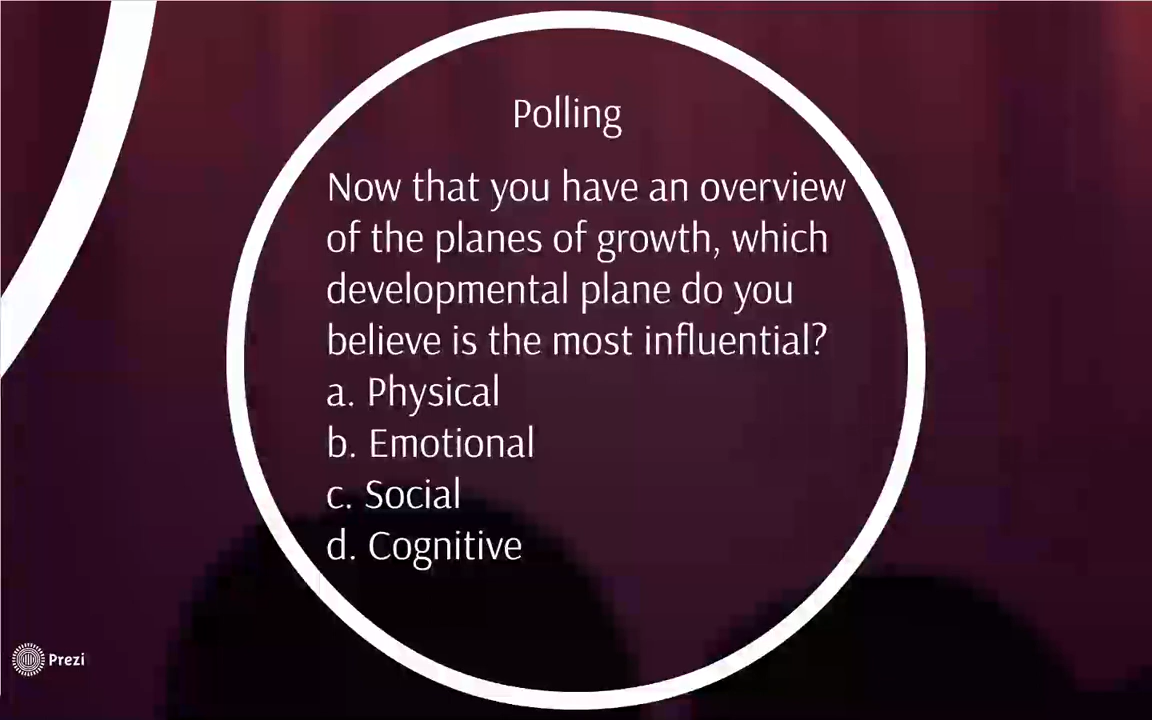 Polling
Now that you have an overview
of the planes of growth, which
developmental plane do you
believe is the most influential?
a. Physical
b. Emotional
c. Social
d. Cognitive
Prezi